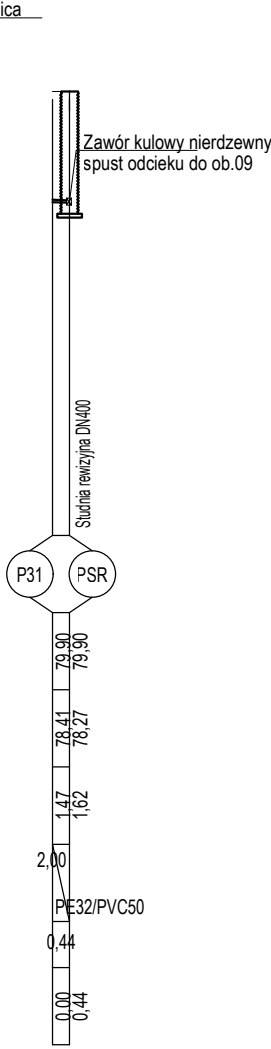 ica
Zawór kulowy nierdzewny
spust odcieku do ob.09
Studnia rewizyjna DN400
P31
PSR
79,90
79,90
78,41
78,27
1,47
1,62
2,00
PE32/PVC50
0,44
0,00
0,44